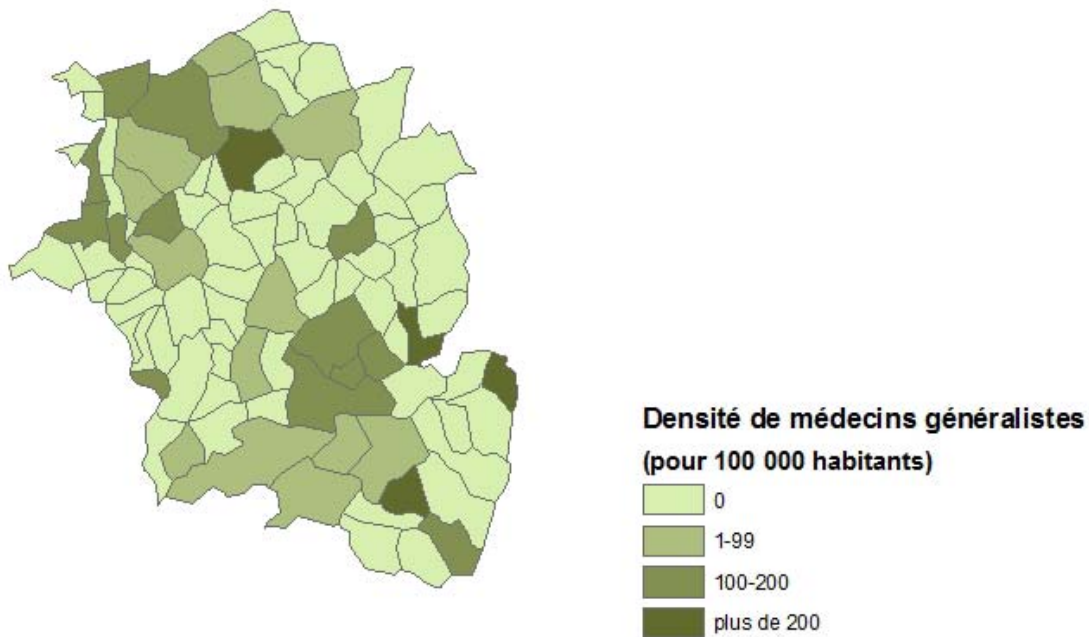 Densité de médecins généralistes
(pour 100 000 habitants)
0
1-99
100-200
plus de 200